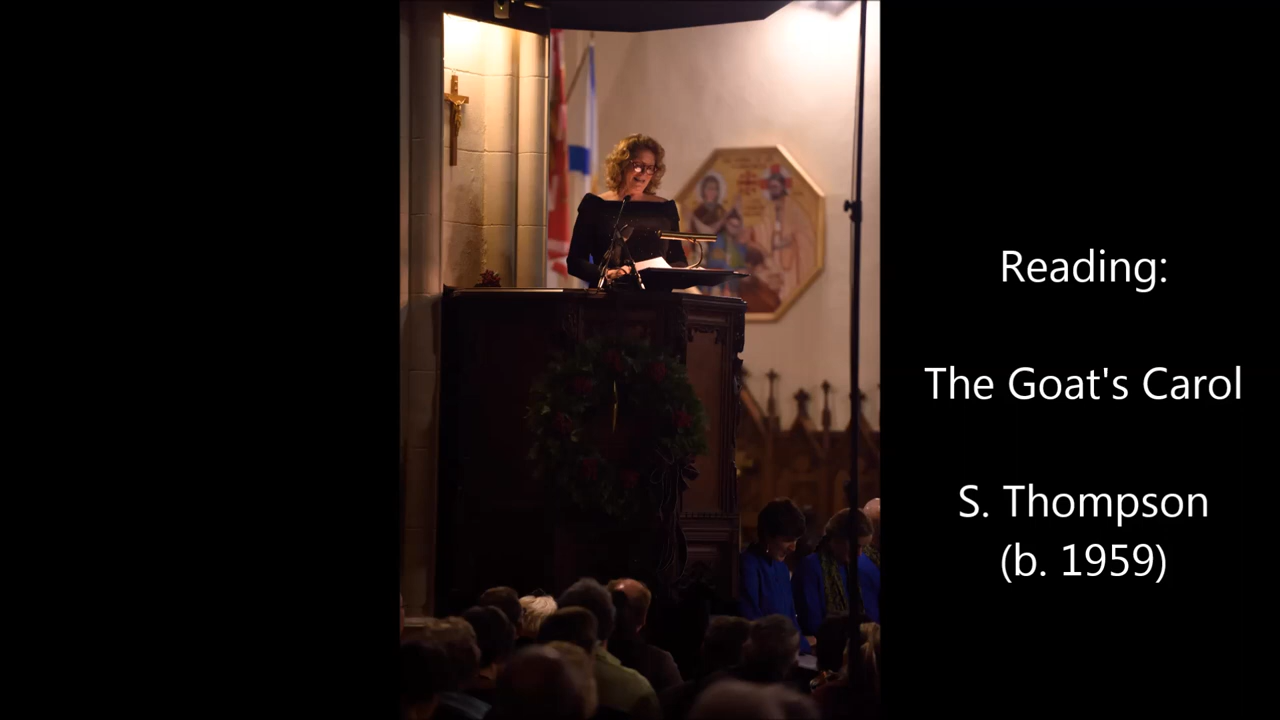 Reading:
The Goat's Carol
S. Thompson
(b. 1959)